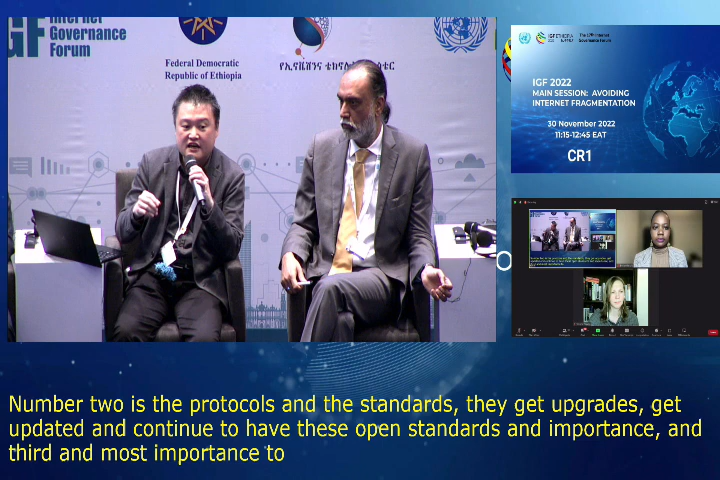 GF Internet
Governance
Forum
Federal Democratic
Republic of Ethiopia
IGF 2022
MAIN SESSION: AVOIDING
INTERNET FRAGMENTATION
30 November 2022
11:15-12:45 EAT
CR1
Number two is the protocols and the standards, they get upgrades, get
updated and continue to have these open standards and importance, and
third and most importance to